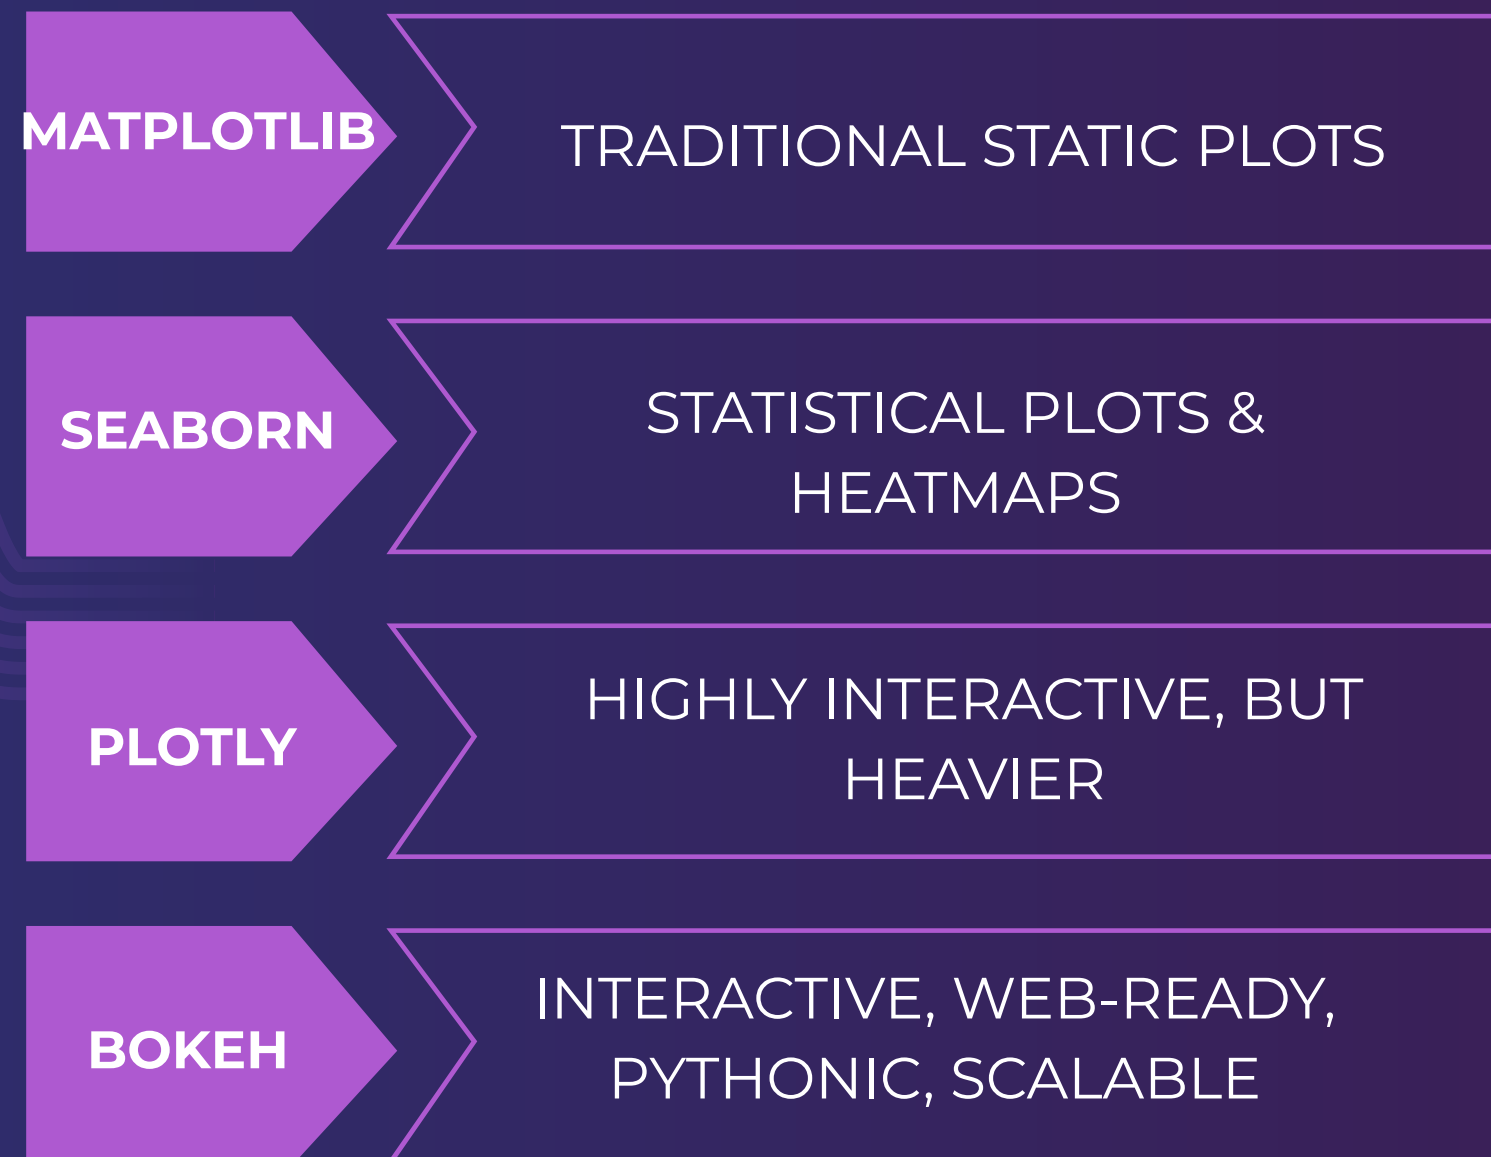 MATPLOTLIB
TRADITIONAL STATIC PLOTS
SEABORN
STATISTICAL PLOTS &
HEATMAPS
PLOTLY
HIGHLY INTERACTIVE, BUT
HEAVIER
BOKEH
INTERACTIVE, WEB-READY,
PYTHONIC, SCALABLE